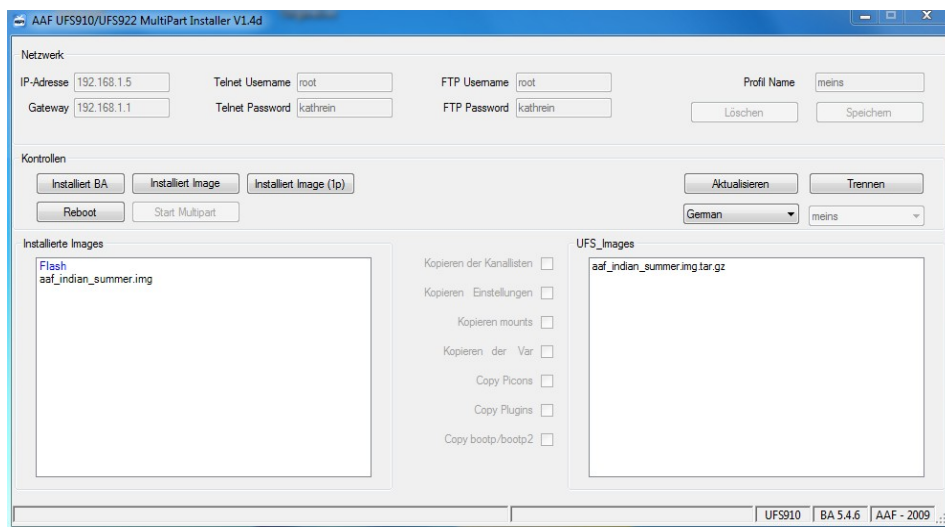 AAF UFS910/UFS922 MultiPart Installer V1.4d
Netzwerk
IP-Adresse 192.168.1.5 Telnet Username root FTP Username root Profil Name meins
Gateway 192.168.1.1 Telnet Password kathrein FTP Password kathrein Löschen Speichern
Kontrollen
Installiert BA Installiert Image Installiert Image (1p) Aktualisieren Trennen
Reboot Start Multipart German meins
Installierte Images
Flash
aaf_indian_summer.img
Kopieren der Kanallisten
Kopieren Einstellungen
Kopieren mounts
Kopieren der Var
Copy Picons
Copy Plugins
Copy bootp/bootp2
UFS_Images
aaf_indian_summer.img.tar.gz
UFS910 BA 5.4.6 AAF - 2009